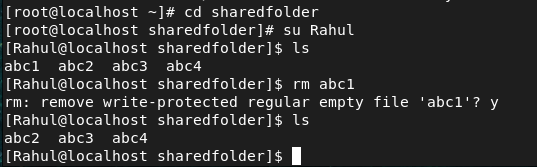 [root@localhost ~]# cd sharedfolder
[root@localhost sharedfolder]# su Rahul
[Rahul@localhost sharedfolder]$ ls
abc1  abc2  abc3  abc4
[Rahul@localhost sharedfolder]$ rm abc1
rm: remove write-protected regular empty file 'abc1'? y
[Rahul@localhost sharedfolder]$ ls
abc2  abc3  abc4
[Rahul@localhost sharedfolder]$